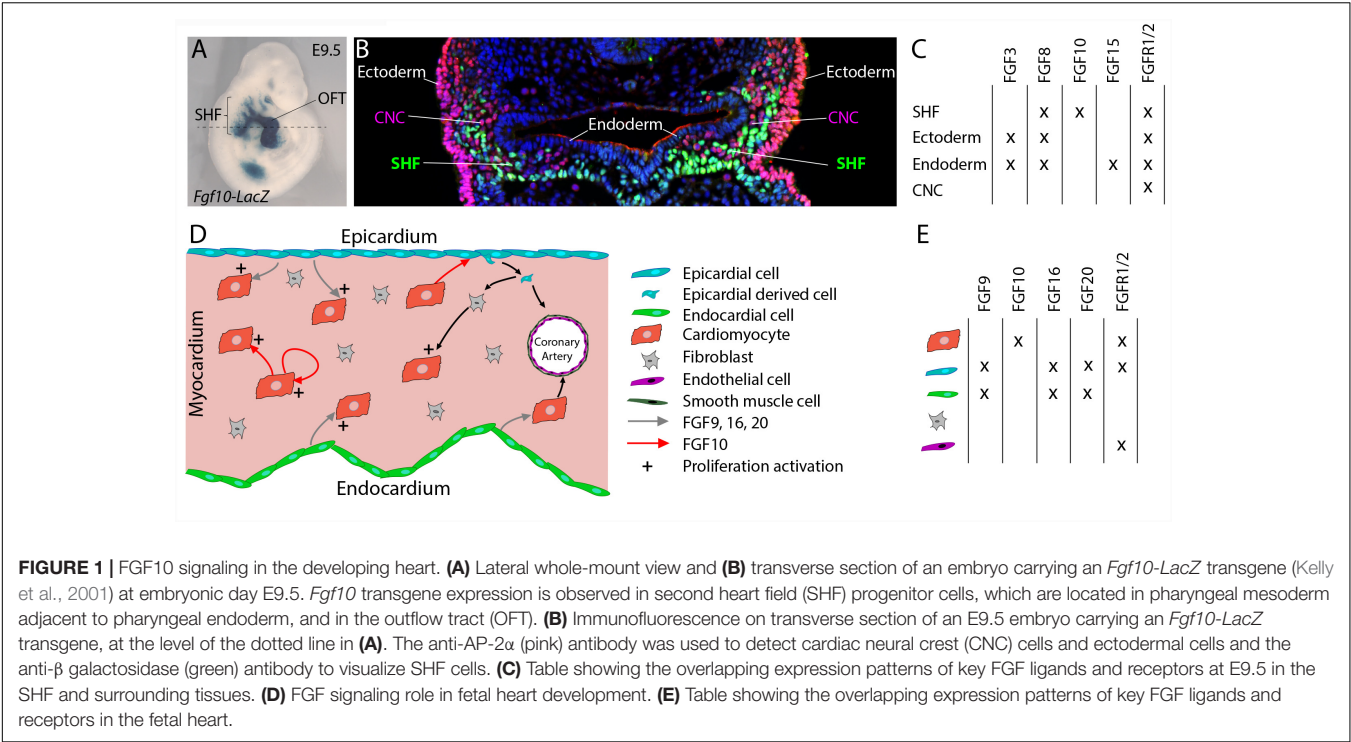 A
E9.5
SHF
OFT
Fgf10-LacZ
B
Ectoderm
Ectoderm
CNC
CNC
Endoderm
SHF
SHF
C
FGF3 FGF8 FGF10 FGF15 FGFR1/2
SHF x x x
Ectoderm x x x
Endoderm x x x x
CNC x
D
Epicardium
Myocardium
Endocardium
+
+
+
+
+
+
Coronary
Artery
Epicardial cell
Epicardial derived cell
Endocardial cell
Cardiomyocyte
Fibroblast
Endothelial cell
Smooth muscle cell
FGF9, 16, 20
FGF10
+ Proliferation activation
E
FGF9 FGF10 FGF16 FGF20 FGFR1/2
x x
x x x x
x x x
x
FIGURE 1 | FGF10 signaling in the developing heart. (A) Lateral whole-mount view and (B) transverse section of an embryo carrying an Fgf10-LacZ transgene (Kelly
et al., 2001) at embryonic day E9.5. Fgf10 transgene expression is observed in second heart field (SHF) progenitor cells, which are located in pharyngeal mesoderm
adjacent to pharyngeal endoderm, and in the outflow tract (OFT). (B) Immunofluorescence on transverse section of an E9.5 embryo carrying an Fgf10-LacZ
transgene, at the level of the dotted line in (A). The anti-AP-2α (pink) antibody was used to detect cardiac neural crest (CNC) cells and ectodermal cells and the
anti-β galactosidase (green) antibody to visualize SHF cells. (C) Table showing the overlapping expression patterns of key FGF ligands and receptors at E9.5 in the
SHF and surrounding tissues. (D) FGF signaling role in fetal heart development. (E) Table showing the overlapping expression patterns of key FGF ligands and
receptors in the fetal heart.